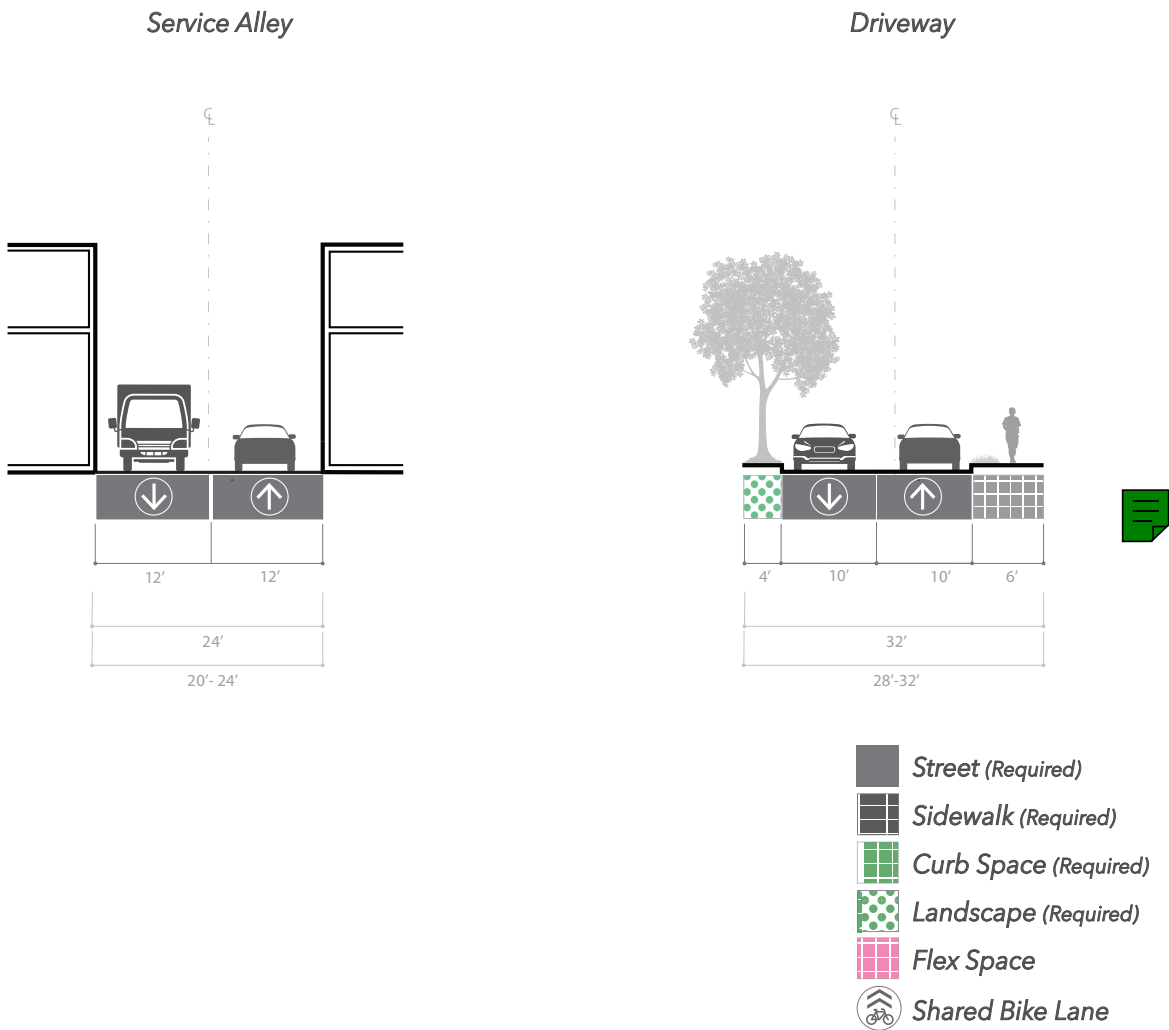 Service Alley
Driveway
℄
℄
12’
12’
4’
10’
10’
6’
24’
32’
20’- 24’
28’-32’
Street (Required)
Sidewalk (Required)
Curb Space (Required)
Landscape (Required)
Flex Space
Shared Bike Lane